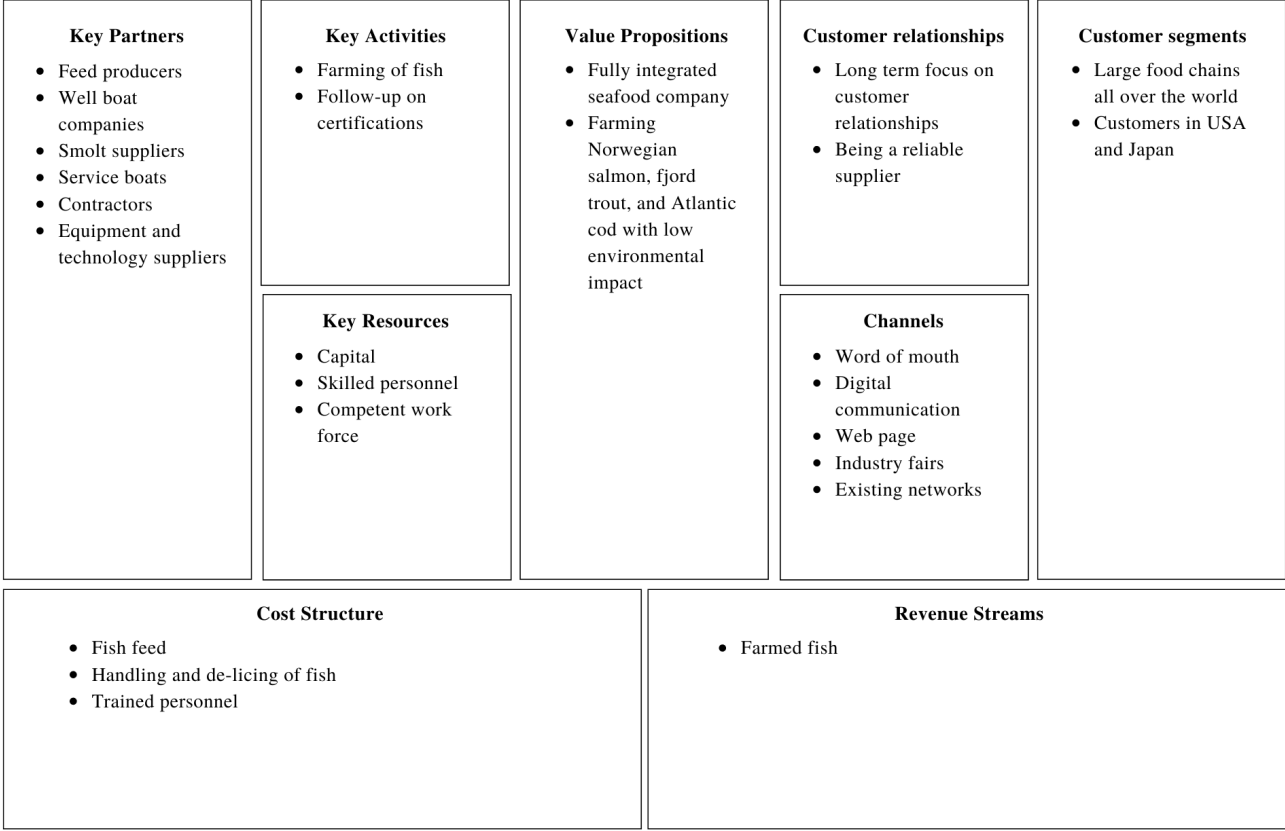 Key Partners
• Feed producers
• Well boat
companies
• Smolt suppliers
• Service boats
• Contractors
• Equipment and
technology suppliers
Key Activities
• Farming of fish
• Follow-up on
certifications
Key Resources
• Capital
• Skilled personnel
• Competent work
force
Value Propositions
• Fully integrated
seafood company
• Farming
Norwegian
salmon, fjord
trout, and Atlantic
cod with low
environmental
impact
Customer relationships
• Long term focus on
customer
relationships
• Being a reliable
supplier
Channels
• Word of mouth
• Digital
communication
• Web page
• Industry fairs
• Existing networks
Customer segments
• Large food chains
all over the world
• Customers in USA
and Japan
Cost Structure
• Fish feed
• Handling and de-licing of fish
• Trained personnel
Revenue Streams
• Farmed fish